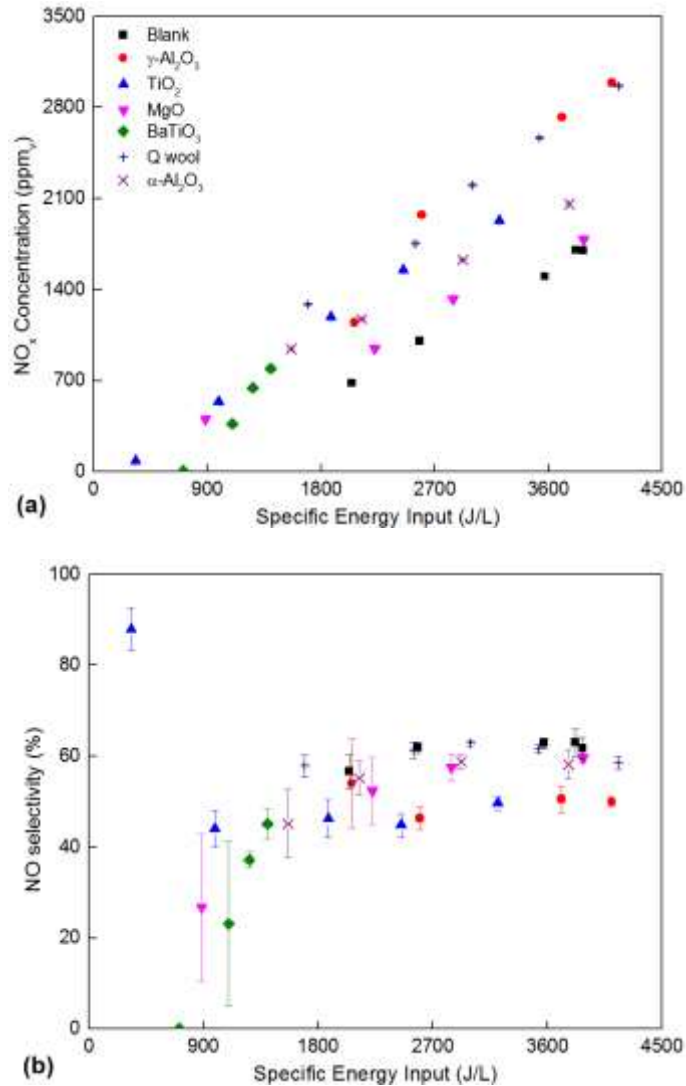 3500
2800
2100
1400
700
0
NOₓ Concentration (ppmᵥ)
Blank
γ-Al₂O₃
TiO₂
MgO
BaTiO₃
Q wool
α-Al₂O₃
0 900 1800 2700 3600 4500
(a) Specific Energy Input (J/L)
100
80
60
40
20
0
NO selectivity (%)
0 900 1800 2700 3600 4500
(b) Specific Energy Input (J/L)